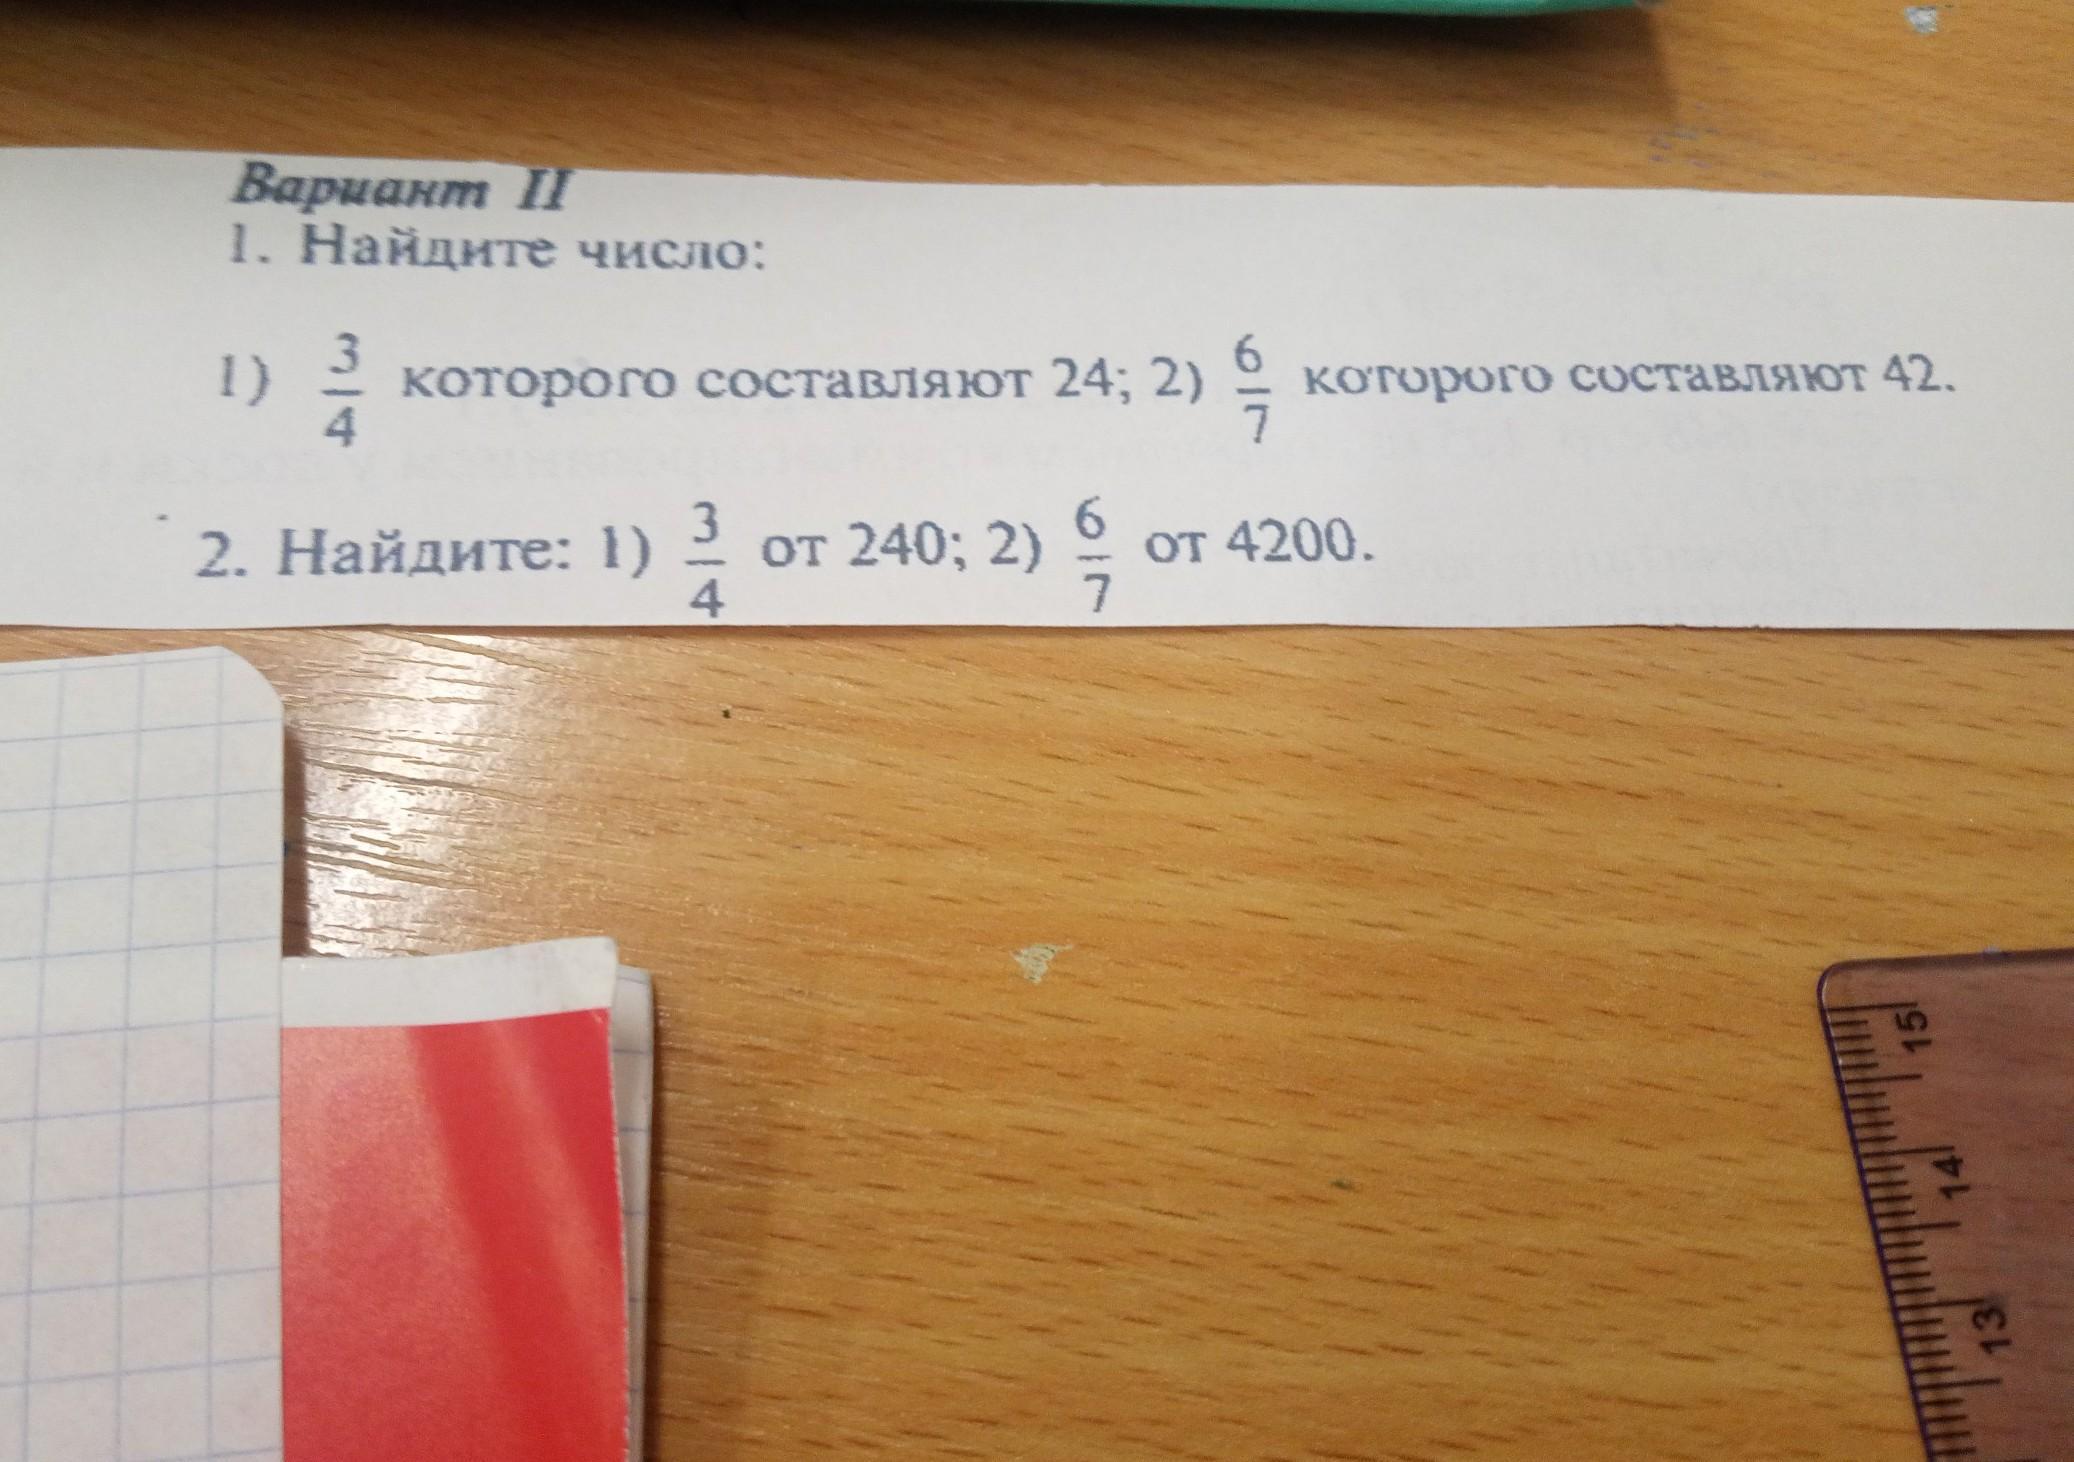 Вариант II
1. Найдите число:
1) 3/4 которого составляют 24; 2) 6/7 которого составляют 42.
2. Найдите: 1) 3/4 от 240; 2) 6/7 от 4200.
15
14
13